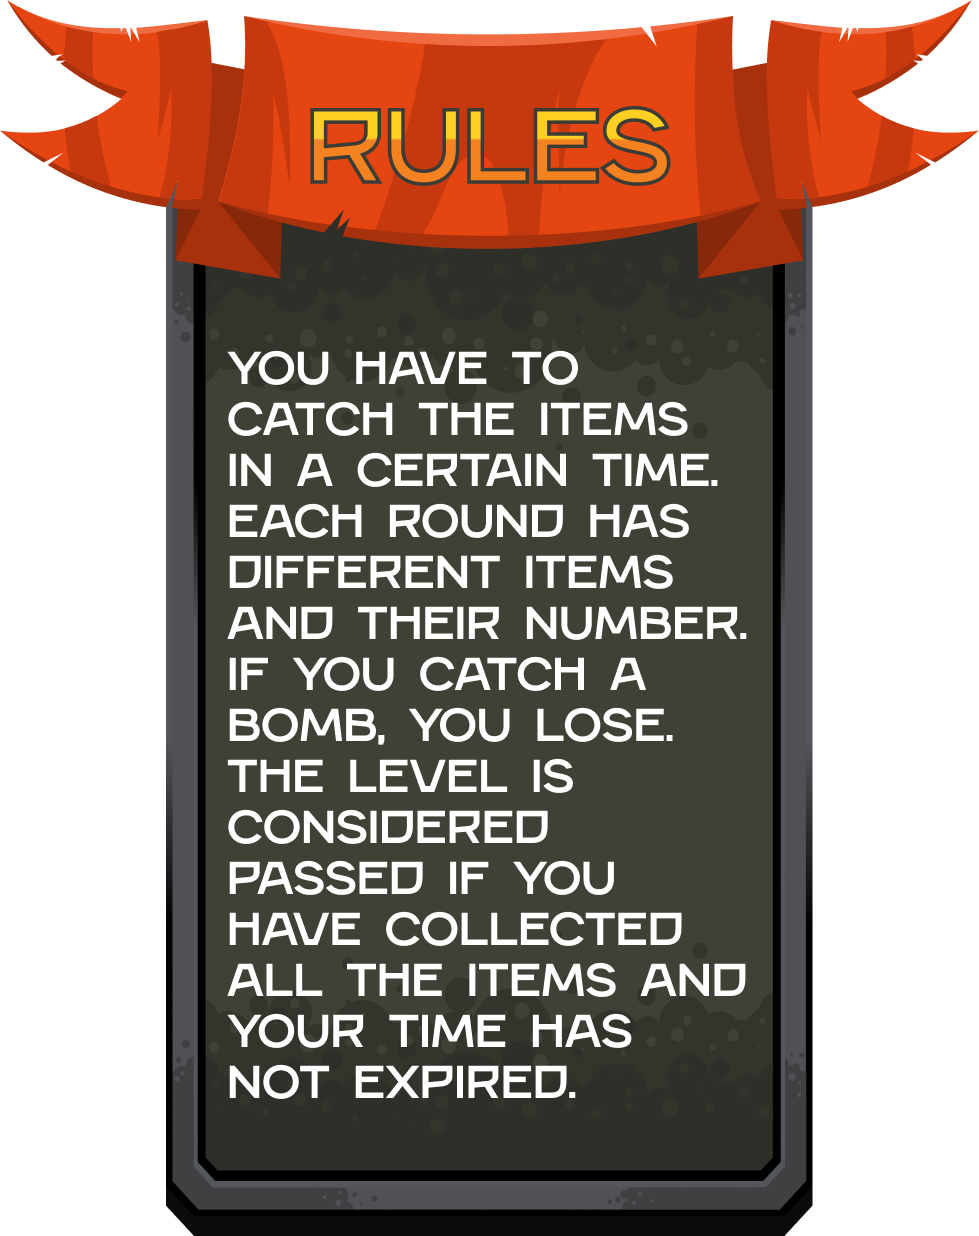 RULES
YOU HAVE TO
CATCH THE ITEMS
IN A CERTAIN TIME.
EACH ROUND HAS
DIFFERENT ITEMS
AND THEIR NUMBER.
IF YOU CATCH A
BOMB, YOU LOSE.
THE LEVEL IS
CONSIDERED
PASSED IF YOU
HAVE COLLECTED
ALL THE ITEMS AND
YOUR TIME HAS
NOT EXPIRED.